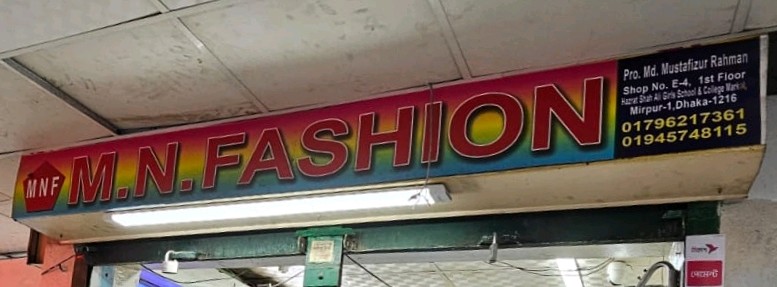 MNF
M.N.FASHION
Pro. Md. Mustafizur Rahman
Shop No. E-4, 1st Floor
Hazrat Shah Ali Girls School & College Market,
Mirpur-1,Dhaka-1216
01796217361
01945748115
বিকাশ
পেমেন্ট